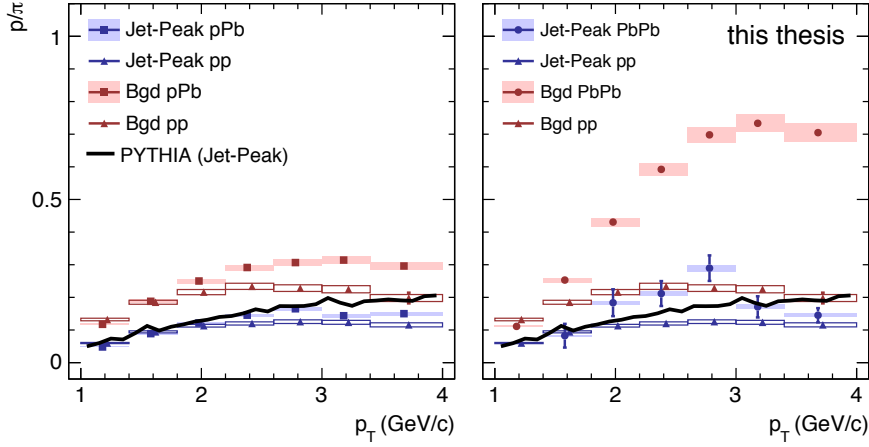 p/π
1
0.5
0
Jet-Peak pPb
Jet-Peak pp
Bgd pPb
Bgd pp
PYTHIA (Jet-Peak)
1 2 3 4
p_T (GeV/c)
this thesis
Jet-Peak PbPb
Jet-Peak pp
Bgd PbPb
Bgd pp
1 2 3 4
p_T (GeV/c)